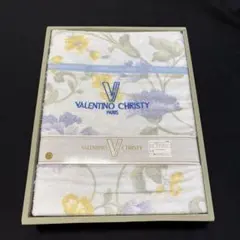 V
VALENTINO CHRISTY
PARIS
VALENTINO V CHRISTY